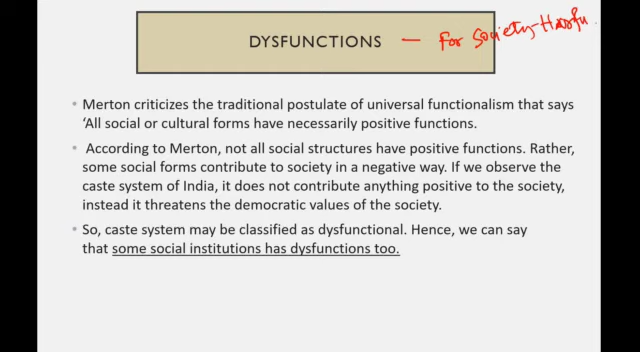 DYSFUNCTIONS — For Society-Harfu
Merton criticizes the traditional postulate of universal functionalism that says
‘All social or cultural forms have necessarily positive functions.
According to Merton, not all social structures have positive functions. Rather,
some social forms contribute to society in a negative way. If we observe the
caste system of India, it does not contribute anything positive to the society,
instead it threatens the democratic values of the society.
So, caste system may be classified as dysfunctional. Hence, we can say
that some social institutions has dysfunctions too.